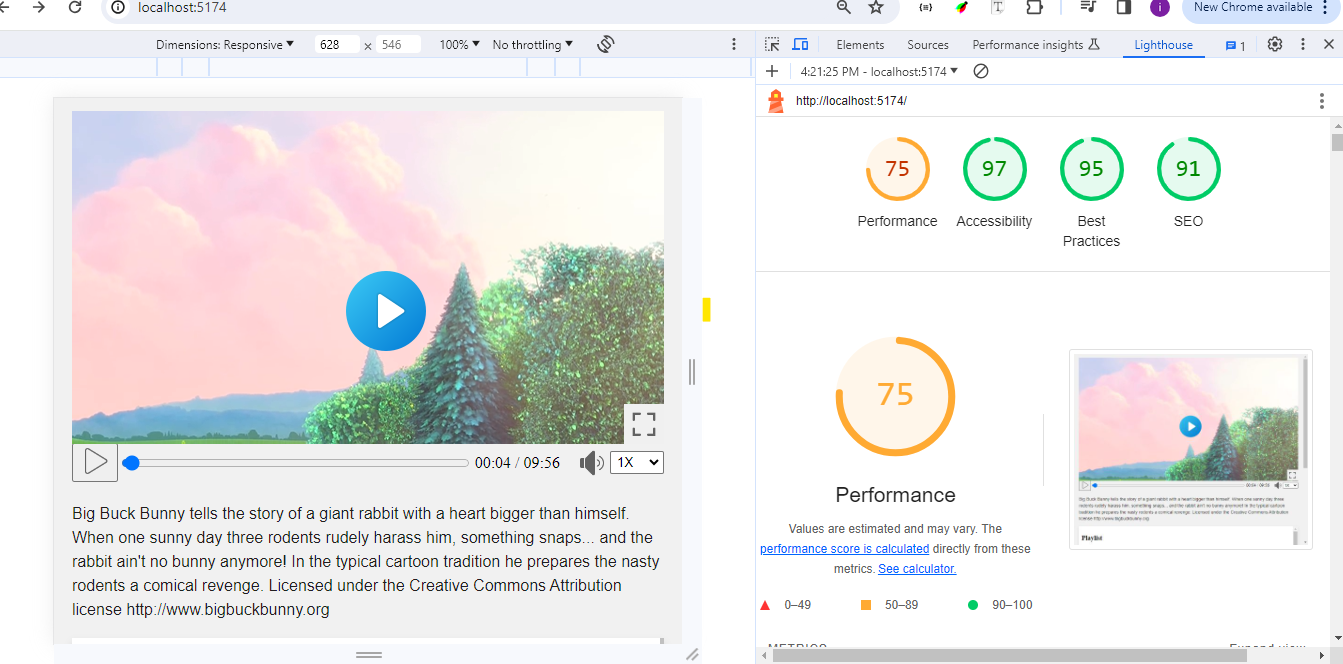 localhost:5174
New Chrome available
Dimensions: Responsive 628 × 546 100% No throttling
Elements Sources Performance insights Lighthouse 1
4:21:25 PM - localhost:5174
http://localhost:5174/
75 97 95 91
Performance Accessibility Best Practices SEO
75
Performance
Values are estimated and may vary. The
performance score is calculated directly from these
metrics. See calculator.
0–49 50–89 90–100
METRICS Expand view
00:04 / 09:56 1X
Big Buck Bunny tells the story of a giant rabbit with a heart bigger than himself.
When one sunny day three rodents rudely harass him, something snaps... and the
rabbit ain't no bunny anymore! In the typical cartoon tradition he prepares the nasty
rodents a comical revenge. Licensed under the Creative Commons Attribution
license http://www.bigbuckbunny.org
Playlist